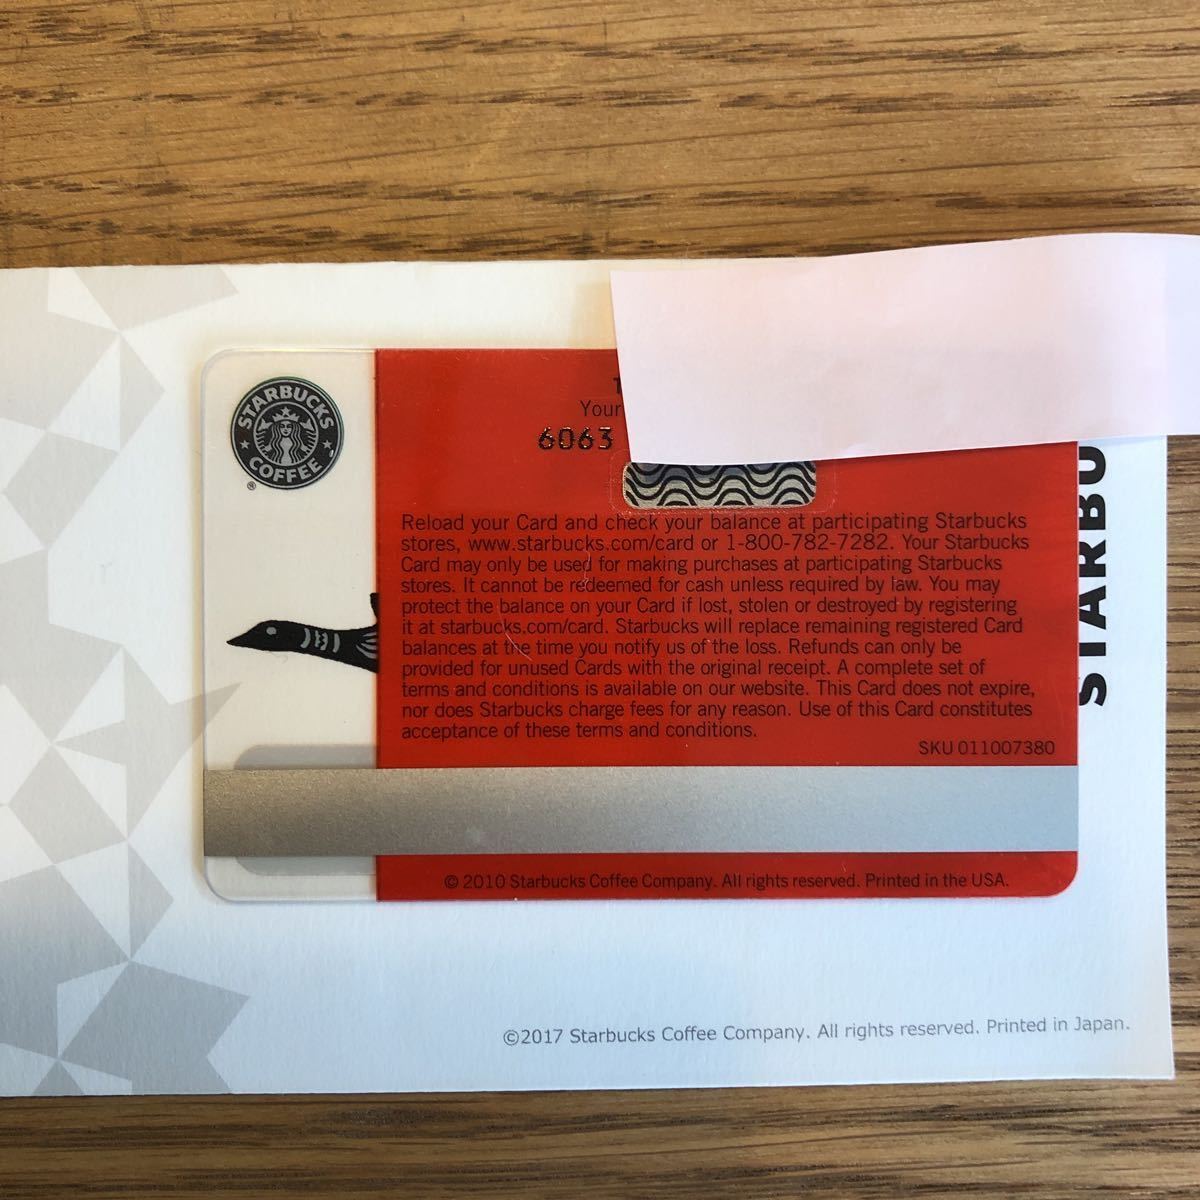 STARBUCKS
COFFEE
®
Your
6063
Reload your Card and check your balance at participating Starbucks
stores, www.starbucks.com/card or 1-800-782-7282. Your Starbucks
Card may only be used for making purchases at participating Starbucks
stores. It cannot be redeemed for cash unless required by law. You may
protect the balance on your Card if lost, stolen or destroyed by registering
it at starbucks.com/card. Starbucks will replace remaining registered Card
balances at the time you notify us of the loss. Refunds can only be
provided for unused Cards with the original receipt. A complete set of
terms and conditions is available on our website. This Card does not expire,
nor does Starbucks charge fees for any reason. Use of this Card constitutes
acceptance of these terms and conditions.
SKU 011007380
© 2010 Starbucks Coffee Company. All rights reserved. Printed in the USA.
STARBU
©2017 Starbucks Coffee Company. All rights reserved. Printed in Japan.